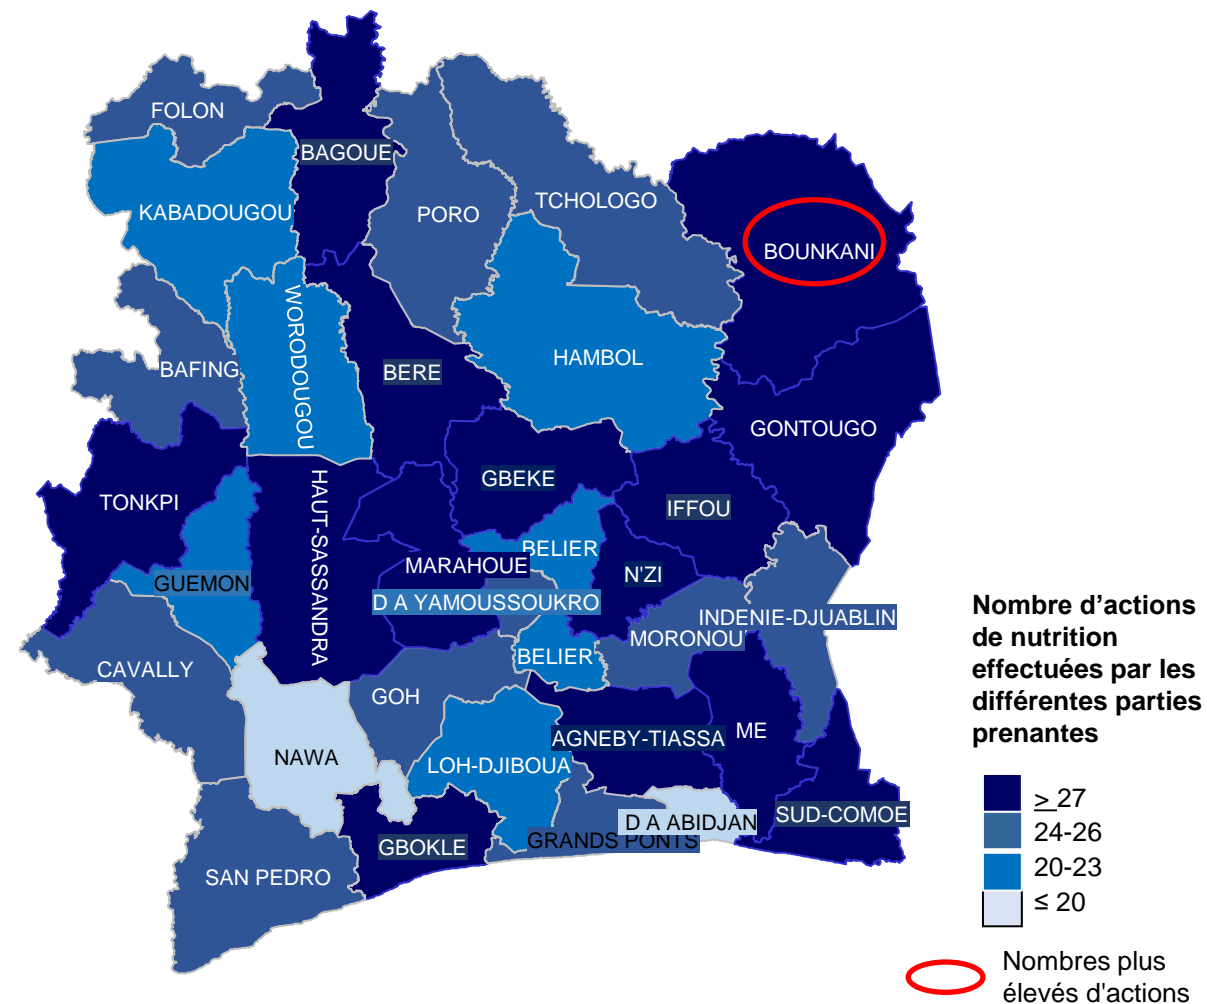 FOLON
BAGOUE
KABADOUGOU
PORO
TCHOLOGO
BOUNKANI
WORODOUGOU
BAFING
BERE
HAMBOL
GONTOUGO
TONKPI
HAUT-SASSANDRA
GBEKE
IFFOU
GUEMON
MARAHOUE
BELIER
N'ZI
D A YAMOUSSOUKRO
INDENIE-DJUABLIN
MORONOU
BELIER
CAVALLY
GOH
NAWA
LOH-DJIBOUA
AGNEBY-TIASSA
ME
SUD-COMOE
D A ABIDJAN
GRANDS PONTS
GBOKLE
SAN PEDRO
Nombre d’actions
de nutrition
effectuées par les
différentes parties
prenantes
≥ 27
24-26
20-23
≤ 20
Nombres plus
élevés d'actions